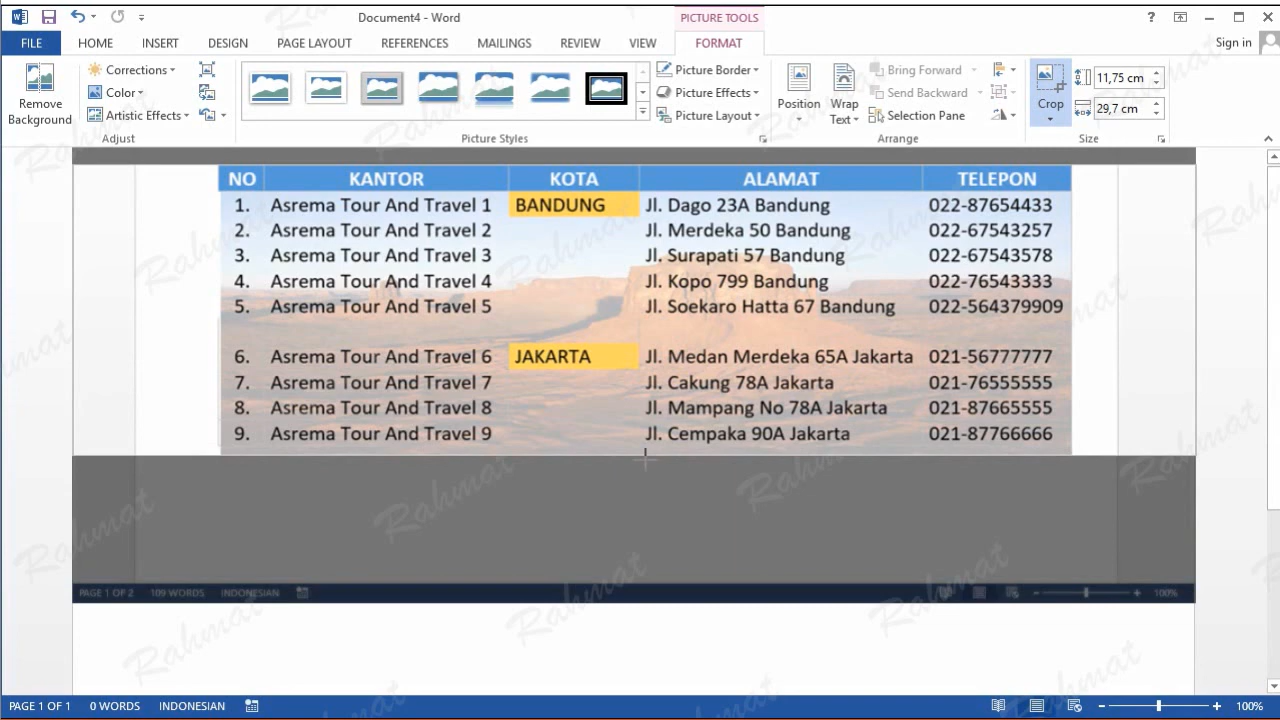 Document4 - Word
PICTURE TOOLS
FILE HOME INSERT DESIGN PAGE LAYOUT REFERENCES MAILINGS REVIEW VIEW FORMAT Sign in
Remove Background
Corrections
Color
Artistic Effects
Adjust
Picture Styles
Picture Border
Picture Effects
Picture Layout
Position
Wrap Text
Bring Forward
Send Backward
Selection Pane
Arrange
Crop
11,75 cm
29,7 cm
Size
NO KANTOR KOTA ALAMAT TELEPON
1. Asrema Tour And Travel 1 BANDUNG Jl. Dago 23A Bandung 022-87654433
2. Asrema Tour And Travel 2 Jl. Merdeka 50 Bandung 022-67543257
3. Asrema Tour And Travel 3 Jl. Surapati 57 Bandung 022-67543578
4. Asrema Tour And Travel 4 Jl. Kopo 799 Bandung 022-76543333
5. Asrema Tour And Travel 5 Jl. Soekaro Hatta 67 Bandung 022-564379909
6. Asrema Tour And Travel 6 JAKARTA Jl. Medan Merdeka 65A Jakarta 021-56777777
7. Asrema Tour And Travel 7 Jl. Cakung 78A Jakarta 021-76555555
8. Asrema Tour And Travel 8 Jl. Mampang No 78A Jakarta 021-87665555
9. Asrema Tour And Travel 9 Jl. Cempaka 90A Jakarta 021-87766666
Rahmat
PAGE 1 OF 2 109 WORDS INDONESIAN 100%
PAGE 1 OF 1 0 WORDS INDONESIAN 100%